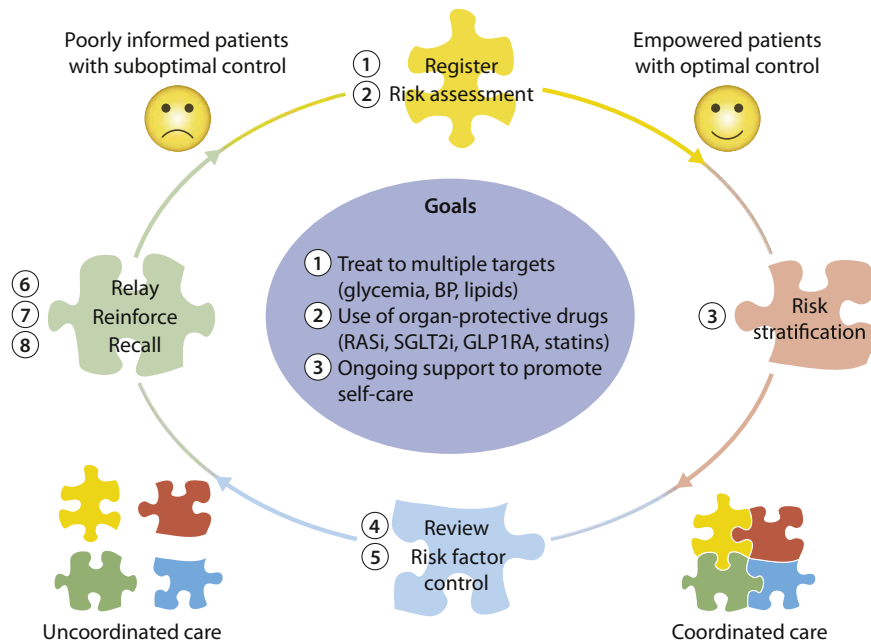 Poorly informed patients
with suboptimal control
1 Register
2 Risk assessment
Empowered patients
with optimal control
Goals
1 Treat to multiple targets
(glycemia, BP, lipids)
2 Use of organ-protective drugs
(RASi, SGLT2i, GLP1RA, statins)
3 Ongoing support to promote
self-care
6 Relay
7 Reinforce
8 Recall
3 Risk
stratification
4 Review
5 Risk factor
control
Uncoordinated care
Coordinated care